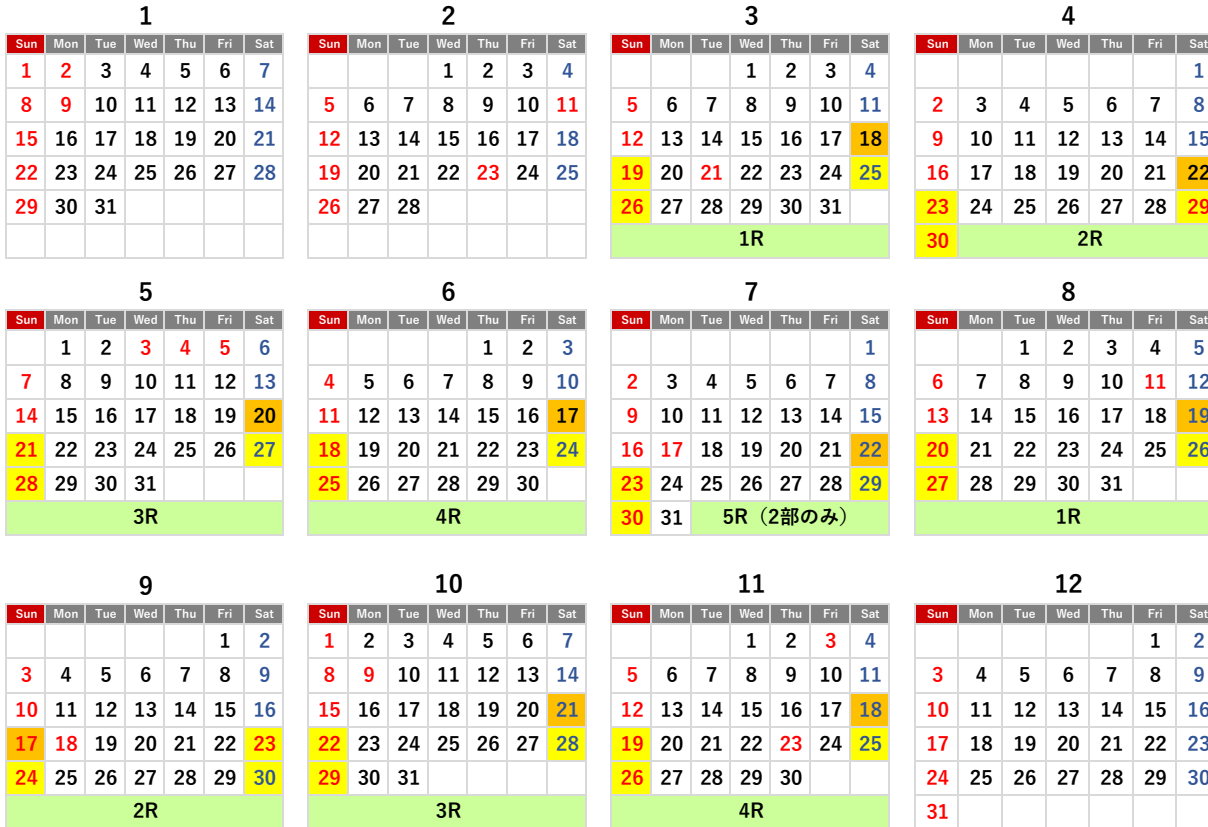 1
Sun Mon Tue Wed Thu Fri Sat
1 2 3 4 5 6 7
8 9 10 11 12 13 14
15 16 17 18 19 20 21
22 23 24 25 26 27 28
29 30 31
2
Sun Mon Tue Wed Thu Fri Sat
1 2 3 4
5 6 7 8 9 10 11
12 13 14 15 16 17 18
19 20 21 22 23 24 25
26 27 28
3
Sun Mon Tue Wed Thu Fri Sat
1 2 3 4
5 6 7 8 9 10 11
12 13 14 15 16 17 18
19 20 21 22 23 24 25
26 27 28 29 30 31
1R
4
Sun Mon Tue Wed Thu Fri Sat
1
2 3 4 5 6 7 8
9 10 11 12 13 14 15
16 17 18 19 20 21 22
23 24 25 26 27 28 29
30 2R
5
Sun Mon Tue Wed Thu Fri Sat
1 2 3 4 5 6
7 8 9 10 11 12 13
14 15 16 17 18 19 20
21 22 23 24 25 26 27
28 29 30 31
3R
6
Sun Mon Tue Wed Thu Fri Sat
1 2 3
4 5 6 7 8 9 10
11 12 13 14 15 16 17
18 19 20 21 22 23 24
25 26 27 28 29 30
4R
7
Sun Mon Tue Wed Thu Fri Sat
1
2 3 4 5 6 7 8
9 10 11 12 13 14 15
16 17 18 19 20 21 22
23 24 25 26 27 28 29
30 31 5R（2部のみ）
8
Sun Mon Tue Wed Thu Fri Sat
1 2 3 4 5
6 7 8 9 10 11 12
13 14 15 16 17 18 19
20 21 22 23 24 25 26
27 28 29 30 31
1R
9
Sun Mon Tue Wed Thu Fri Sat
1 2
3 4 5 6 7 8 9
10 11 12 13 14 15 16
17 18 19 20 21 22 23
24 25 26 27 28 29 30
2R
10
Sun Mon Tue Wed Thu Fri Sat
1 2 3 4 5 6 7
8 9 10 11 12 13 14
15 16 17 18 19 20 21
22 23 24 25 26 27 28
29 30 31
3R
11
Sun Mon Tue Wed Thu Fri Sat
1 2 3 4
5 6 7 8 9 10 11
12 13 14 15 16 17 18
19 20 21 22 23 24 25
26 27 28 29 30
4R
12
Sun Mon Tue Wed Thu Fri Sat
1 2
3 4 5 6 7 8 9
10 11 12 13 14 15 16
17 18 19 20 21 22 23
24 25 26 27 28 29 30
31